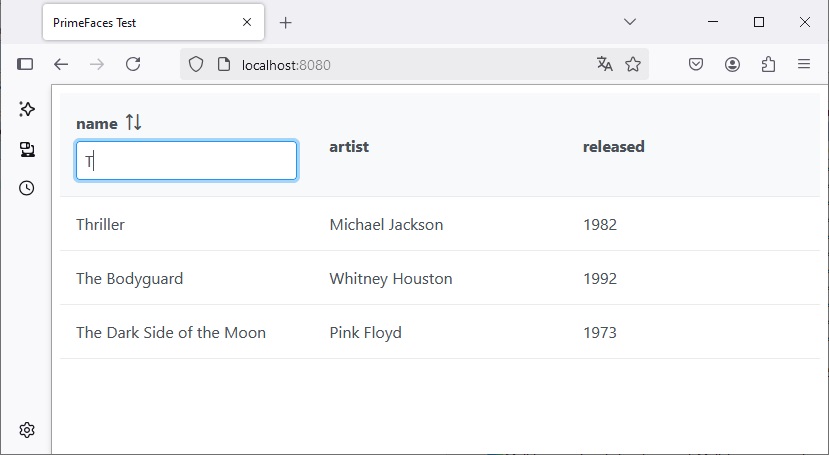 PrimeFaces Test
localhost:8080
name
T
artist
released
Thriller Michael Jackson 1982
The Bodyguard Whitney Houston 1992
The Dark Side of the Moon Pink Floyd 1973